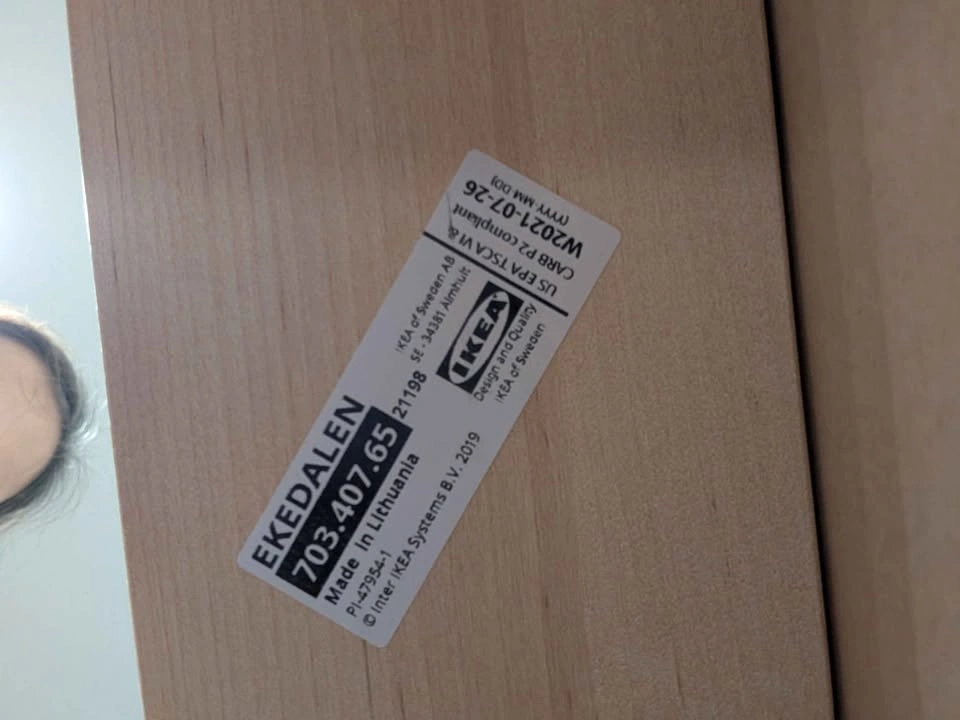 EKEDALEN
703.407.65 21198
Made in Lithuania
PI-47954-1
© Inter IKEA Systems B.V. 2019
IKEA of Sweden AB
SE - 34381 Älmhult
IKEA
Design and Quality
IKEA of Sweden
US EPA TSCA VI &
CARB P2 compliant
W2021-07-26
(YYYY-MM-DD)